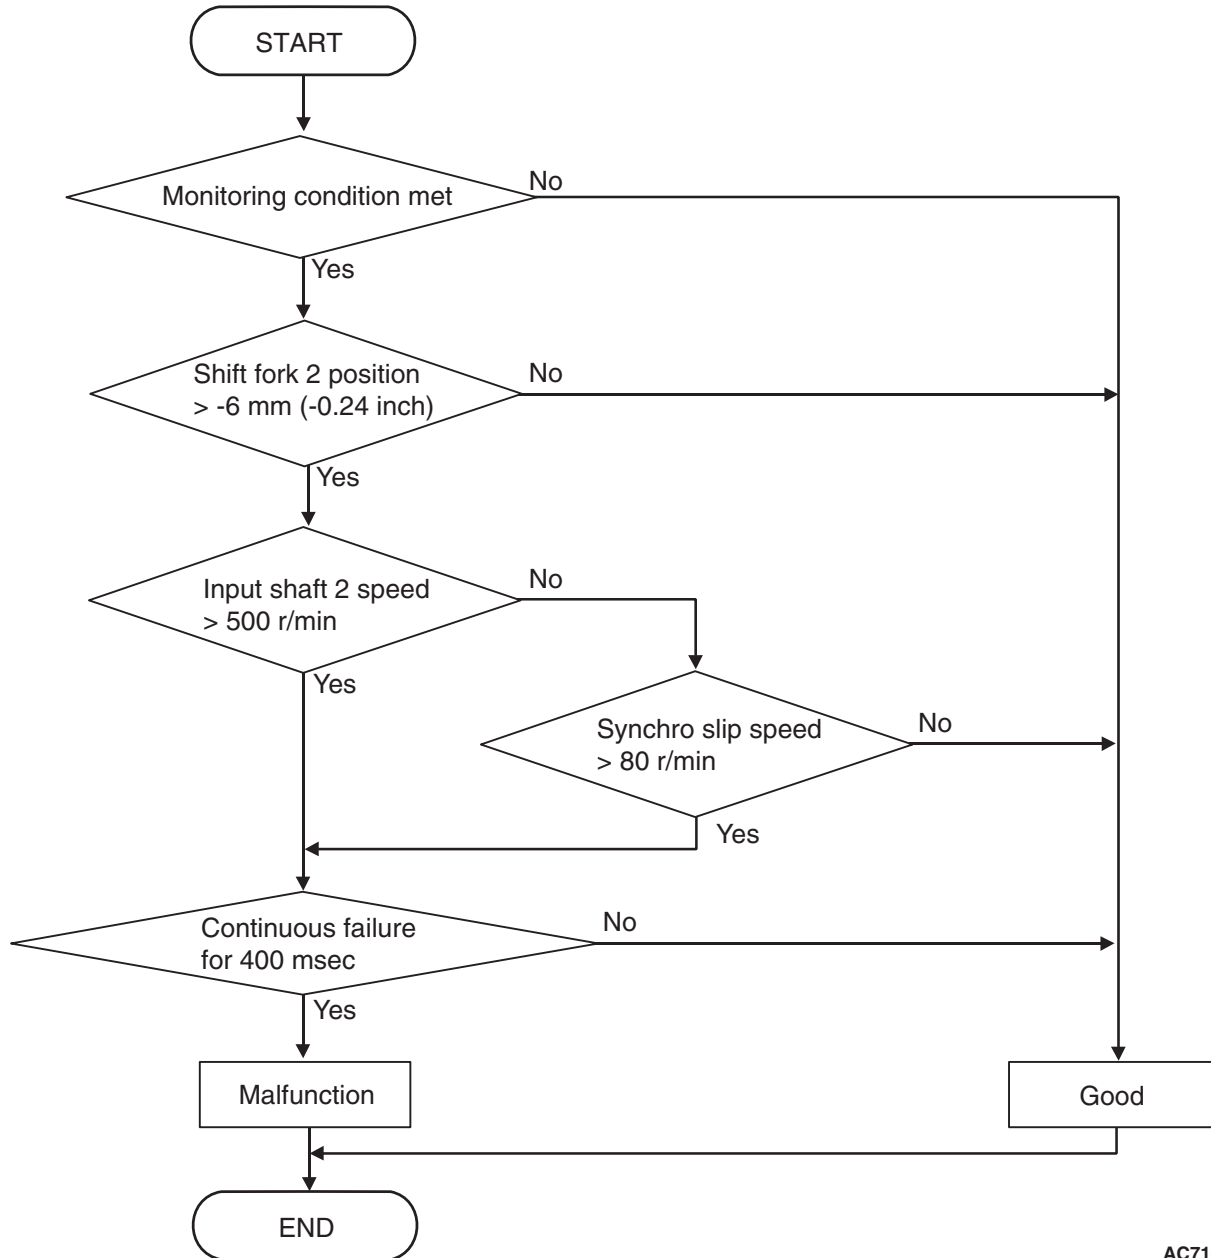 START
Monitoring condition met
No
Yes
Shift fork 2 position
> -6 mm (-0.24 inch)
No
Yes
Input shaft 2 speed
> 500 r/min
No
Yes
Synchro slip speed
> 80 r/min
No
Yes
Continuous failure
for 400 msec
No
Yes
Malfunction
Good
END
AC71